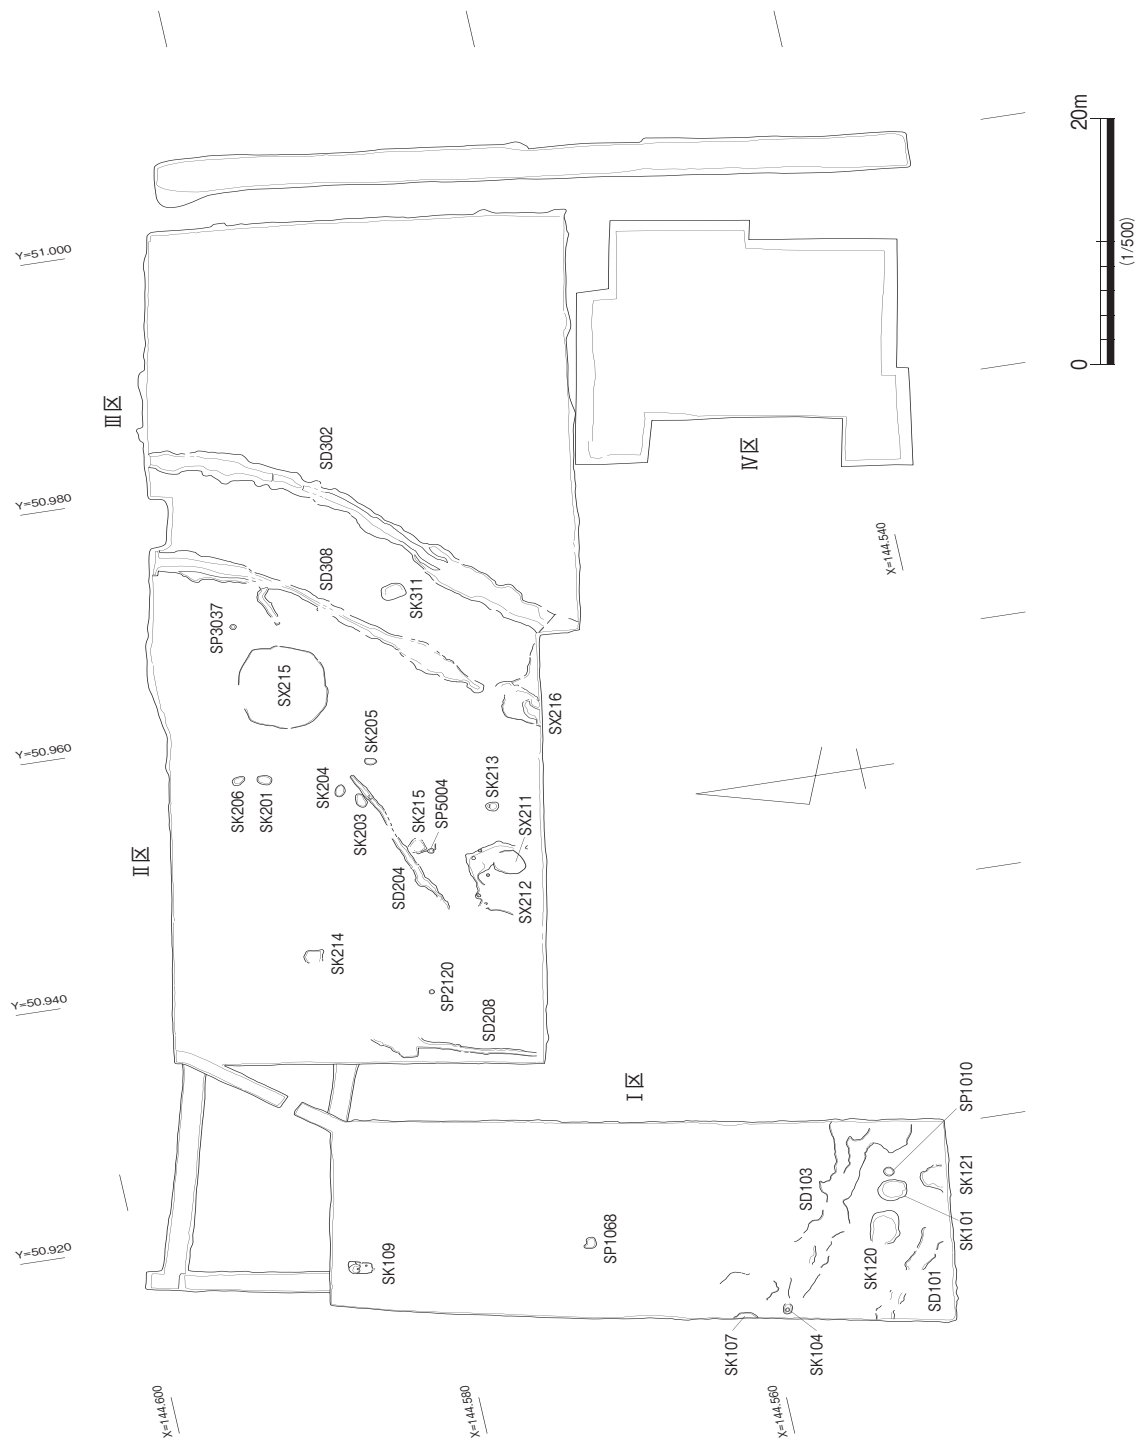 20m
0
(1/500)
Y=51.000
Y=50.980
Y=50.960
Y=50.940
Y=50.920
Ⅲ区
SD302
SD308
SK311
SP3037
SX215
SX216
Ⅳ区
X=144.540
Ⅱ区
SK205
SK204
SK206
SK201
SK203
SK215
SP5004
SK213
SX211
SD204
SX212
SK214
SP2120
SD208
Ⅰ区
SP1010
SD103
SK121
SK101
SP1068
SK109
SK120
SD101
SK107
SK104
X=144.600
X=144.580
X=144.560